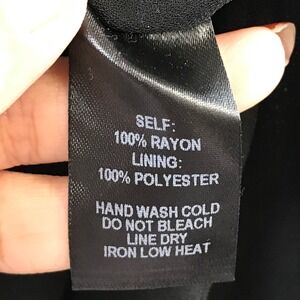 SELF:
100% RAYON
LINING:
100% POLYESTER
HAND WASH COLD
DO NOT BLEACH
LINE DRY
IRON LOW HEAT